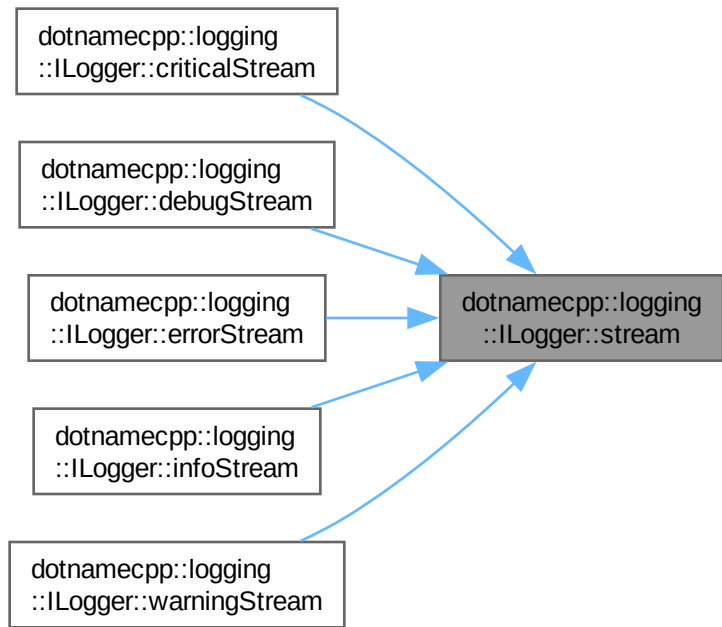 dotnamecpp::logging
::ILogger::criticalStream
dotnamecpp::logging
::ILogger::debugStream
dotnamecpp::logging
::ILogger::errorStream
dotnamecpp::logging
::ILogger::stream
dotnamecpp::logging
::ILogger::infoStream
dotnamecpp::logging
::ILogger::warningStream